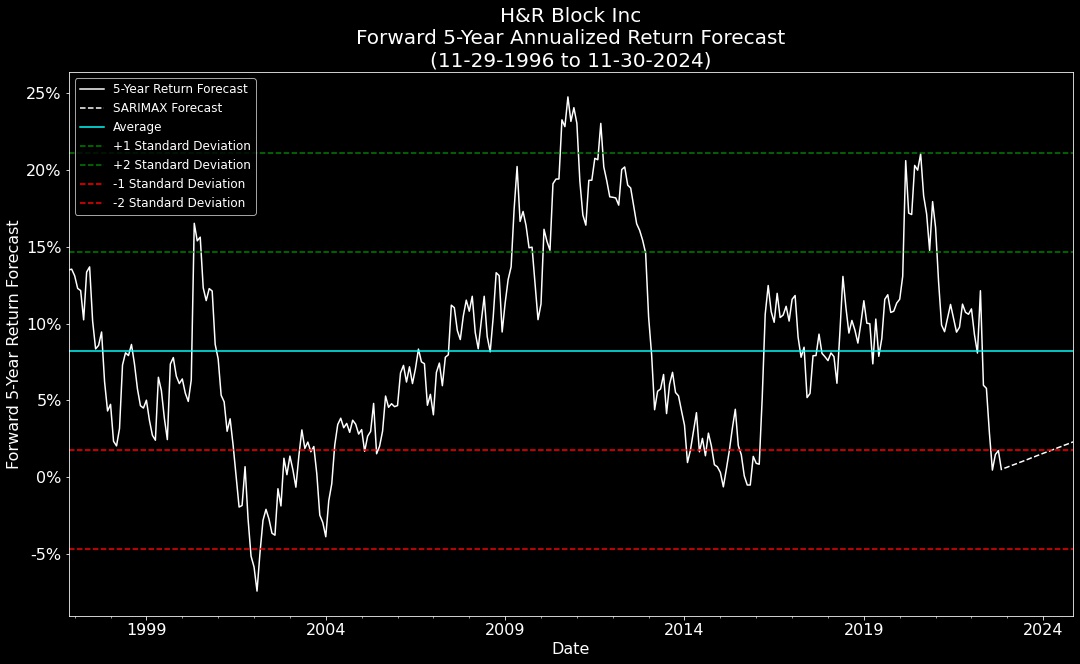 H&R Block Inc
Forward 5-Year Annualized Return Forecast
(11-29-1996 to 11-30-2024)
5-Year Return Forecast
SARIMAX Forecast
Average
+1 Standard Deviation
+2 Standard Deviation
-1 Standard Deviation
-2 Standard Deviation
25%
20%
15%
10%
5%
0%
-5%
Forward 5-Year Return Forecast
1999
2004
2009
2014
2019
2024
Date